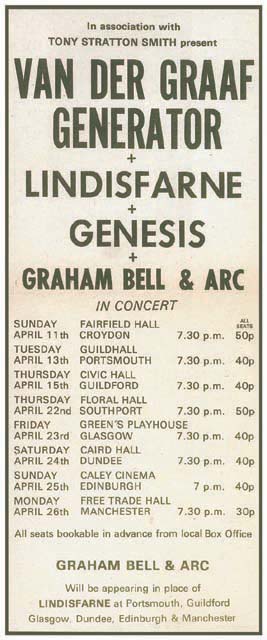 In association with
TONY STRATTON SMITH present
VAN DER GRAAF
GENERATOR
+
LINDISFARNE
+
GENESIS
+
GRAHAM BELL & ARC
IN CONCERT
ALL
SEATS
SUNDAY FAIRFIELD HALL
APRIL 11th CROYDON 7.30 p.m. 50p
TUESDAY GUILDHALL
APRIL 13th PORTSMOUTH 7.30 p.m. 40p
THURSDAY CIVIC HALL
APRIL 15th GUILDFORD 7.30 p.m. 40p
THURSDAY FLORAL HALL
APRIL 22nd SOUTHPORT 7.30 p.m. 50p
FRIDAY GREEN'S PLAYHOUSE
APRIL 23rd GLASGOW 7.30 p.m. 40p
SATURDAY CAIRD HALL
APRIL 24th DUNDEE 7.30 p.m. 40p
SUNDAY CALEY CINEMA
APRIL 25th EDINBURGH 7 p.m. 40p
MONDAY FREE TRADE HALL
APRIL 26th MANCHESTER 7.30 p.m. 30p
All seats bookable in advance from local Box Office
GRAHAM BELL & ARC
Will be appearing in place of
LINDISFARNE at Portsmouth, Guildford
Glasgow, Dundee, Edinburgh & Manchester